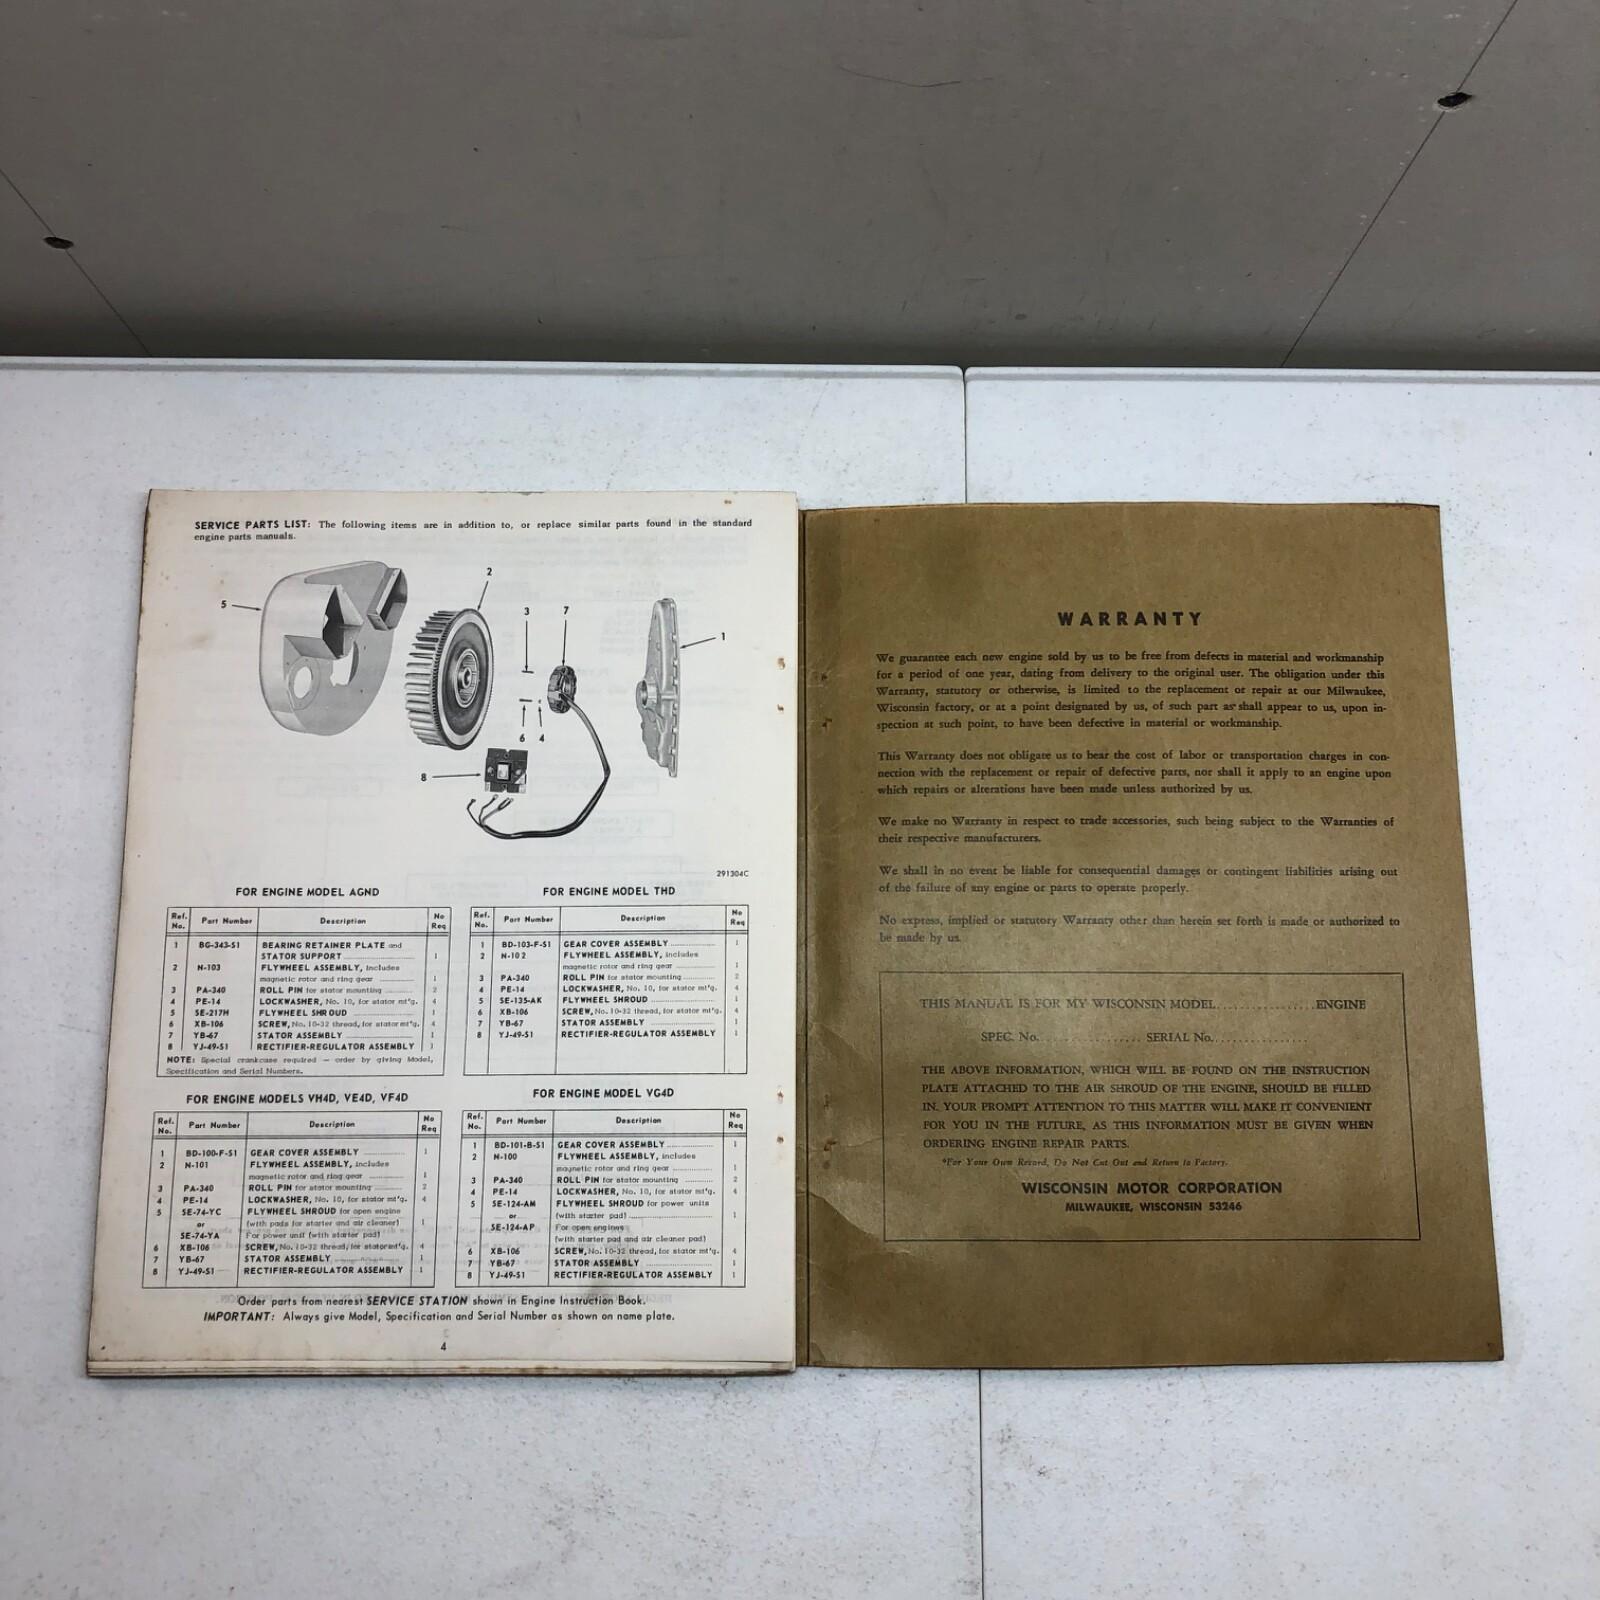 SERVICE PARTS LIST: The following items are in addition to, or replace similar parts found in the standard
engine parts manuals.
5
2
3
7
1
6 4
8
291304C
FOR ENGINE MODEL AGND
Ref. No. Part Number Description No Req
1 BG-343-S1 BEARING RETAINER PLATE and
STATOR SUPPORT 1
2 N-103 FLYWHEEL ASSEMBLY, includes
magnetic rotor and ring gear 1
3 PA-340 ROLL PIN for stator mounting 2
4 PE-14 LOCKWASHER, No. 10, for stator mt'g. 4
5 SE-217H FLYWHEEL SHROUD 1
6 XB-106 SCREW, No. 10-32 thread, for stator mt'g. 4
7 YB-67 STATOR ASSEMBLY 1
8 YJ-49-S1 RECTIFIER-REGULATOR ASSEMBLY 1
NOTE: Special crankcase required — order by giving Model,
Specification and Serial Numbers.
FOR ENGINE MODEL THD
Ref. No. Part Number Description No Req
1 BD-103-F-S1 GEAR COVER ASSEMBLY 1
2 N-102 FLYWHEEL ASSEMBLY, includes
magnetic rotor and ring gear 1
3 PA-340 ROLL PIN for stator mounting 2
4 PE-14 LOCKWASHER, No. 10, for stator mt'g. 4
5 SE-135-AK FLYWHEEL SHROUD 1
6 XB-106 SCREW, No. 10-32 thread, for stator mt'g. 4
7 YB-67 STATOR ASSEMBLY 1
8 YJ-49-S1 RECTIFIER-REGULATOR ASSEMBLY 1
FOR ENGINE MODELS VH4D, VE4D, VF4D
Ref. No. Part Number Description No Req
1 BD-100-F-S1 GEAR COVER ASSEMBLY 1
2 N-101 FLYWHEEL ASSEMBLY, includes
magnetic rotor and ring gear 1
3 PA-340 ROLL PIN for stator mounting 2
4 PE-14 LOCKWASHER, No. 10, for stator mt'g. 4
5 SE-74-YC FLYWHEEL SHROUD for open engine
or (with pads for starter and air cleaner) 1
SE-74-YA For power unit (with starter pad)
6 XB-106 SCREW, No. 10-32 thread, for stator mt'g. 4
7 YB-67 STATOR ASSEMBLY 1
8 YJ-49-S1 RECTIFIER-REGULATOR ASSEMBLY 1
FOR ENGINE MODEL VG4D
Ref. No. Part Number Description No Req
1 BD-101-B-S1 GEAR COVER ASSEMBLY 1
2 N-100 FLYWHEEL ASSEMBLY, includes
magnetic rotor and ring gear 1
3 PA-340 ROLL PIN for stator mounting 2
4 PE-14 LOCKWASHER, No. 10, for stator mt'g. 4
5 SE-124-AM FLYWHEEL SHROUD for power units
or (with starter pad) 1
SE-124-AP For open engines
(with starter pad and air cleaner pad)
6 XB-106 SCREW, No. 10-32 thread, for stator mt'g. 4
7 YB-67 STATOR ASSEMBLY 1
8 YJ-49-S1 RECTIFIER-REGULATOR ASSEMBLY 1
Order parts from nearest SERVICE STATION shown in Engine Instruction Book.
IMPORTANT: Always give Model, Specification and Serial Number as shown on name plate.
4
WARRANTY
We guarantee each new engine sold by us to be free from defects in material and workmanship
for a period of one year, dating from delivery to the original user. The obligation under this
Warranty, statutory or otherwise, is limited to the replacement or repair at our Milwaukee,
Wisconsin factory, or at a point designated by us, of such part as shall appear to us, upon in-
spection at such point, to have been defective in material or workmanship.
This Warranty does not obligate us to bear the cost of labor or transportation charges in con-
nection with the replacement or repair of defective parts, nor shall it apply to an engine upon
which repairs or alterations have been made unless authorized by us.
We make no Warranty in respect to trade accessories, such being subject to the Warranties of
their respective manufacturers.
We shall in no event be liable for consequential damages or contingent liabilities arising out
of the failure of any engine or parts to operate properly.
No express, implied or statutory Warranty other than herein set forth is made or authorized to
be made by us.
THIS MANUAL IS FOR MY WISCONSIN MODEL................ENGINE
SPEC. No................. SERIAL No................
THE ABOVE INFORMATION, WHICH WILL BE FOUND ON THE INSTRUCTION
PLATE ATTACHED TO THE AIR SHROUD OF THE ENGINE, SHOULD BE FILLED
IN. YOUR PROMPT ATTENTION TO THIS MATTER WILL MAKE IT CONVENIENT
FOR YOU IN THE FUTURE, AS THIS INFORMATION MUST BE GIVEN WHEN
ORDERING ENGINE REPAIR PARTS.
*For Your Own Record, Do Not Cut Out and Return to Factory.
WISCONSIN MOTOR CORPORATION
MILWAUKEE, WISCONSIN 53246